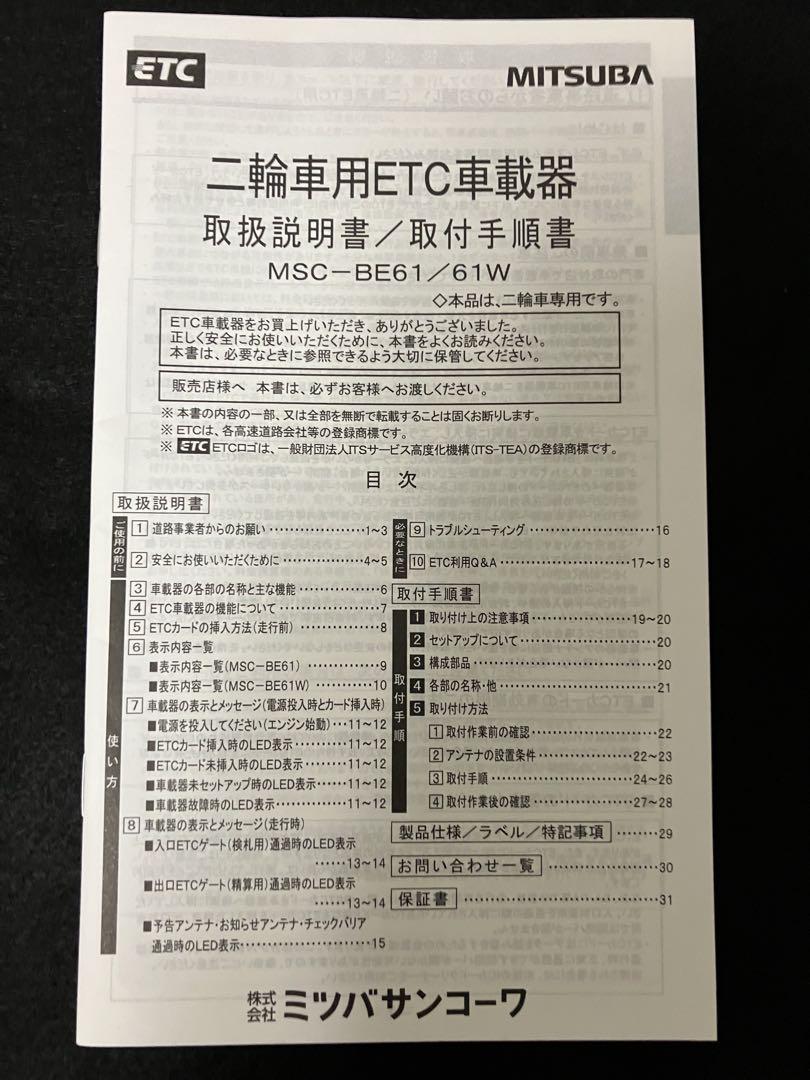 ETC
MITSUBA
二輪車用ETC車載器
取扱説明書／取付手順書
MSC－BE61／61W
◇本品は、二輪車専用です。
ETC車載器をお買上げいただき、ありがとうございました。
正しく安全にお使いいただくために、本書をよくお読みください。
本書は、必要なときに参照できるよう大切に保管してください。
販売店様へ 本書は、必ずお客様へお渡しください。
※ 本書の内容の一部、又は全部を無断で転載することは固くお断りします。
※ ETCは、各高速道路会社等の登録商標です。
※ ETC ETCロゴは、一般財団法人ITSサービス高度化機構(ITS-TEA)の登録商標です。
目 次
取扱説明書
ご使用の前に
1 道路事業者からのお願い ‥‥‥‥‥‥‥1～3
2 安全にお使いいただくために ‥‥‥‥‥‥4～5
使い方
3 車載器の各部の名称と主な機能 ‥‥‥‥‥‥6
4 ETC車載器の機能について ‥‥‥‥‥‥‥7
5 ETCカードの挿入方法(走行前) ‥‥‥‥‥‥8
6 表示内容一覧
■表示内容一覧(MSC－BE61) ‥‥‥‥‥9
■表示内容一覧(MSC－BE61W) ‥‥‥‥10
7 車載器の表示とメッセージ(電源投入時とカード挿入時)
■電源を投入してください(エンジン始動)‥‥11～12
■ETCカード挿入時のLED表示‥‥‥‥11～12
■ETCカード未挿入時のLED表示‥‥‥11～12
■車載器未セットアップ時のLED表示‥‥11～12
■車載器故障時のLED表示‥‥‥‥‥11～12
8 車載器の表示とメッセージ(走行時)
■入口ETCゲート(検札用)通過時のLED表示
‥‥‥13～14
■出口ETCゲート(精算用)通過時のLED表示
‥‥‥13～14
■予告アンテナ・お知らせアンテナ・チェックバリア
通過時のLED表示‥‥‥‥‥‥‥‥15
必要なときに
9 トラブルシューティング ‥‥‥‥‥‥‥‥16
10 ETC利用Q&A ‥‥‥‥‥‥‥‥17～18
取付手順書
取付手順
1 取り付け上の注意事項 ‥‥‥‥‥‥19～20
2 セットアップについて ‥‥‥‥‥‥‥‥20
3 構成部品 ‥‥‥‥‥‥‥‥‥‥‥20
4 各部の名称・他 ‥‥‥‥‥‥‥‥‥21
5 取り付け方法
1 取付作業前の確認 ‥‥‥‥‥‥‥22
2 アンテナの設置条件 ‥‥‥‥‥22～23
3 取付手順 ‥‥‥‥‥‥‥‥24～26
4 取付作業後の確認 ‥‥‥‥‥27～28
製品仕様／ラベル／特記事項 ‥‥‥29
お問い合わせ一覧 ‥‥‥‥‥‥‥30
保証書 ‥‥‥‥‥‥‥‥‥‥‥31
株式会社 ミツバサンコーワ